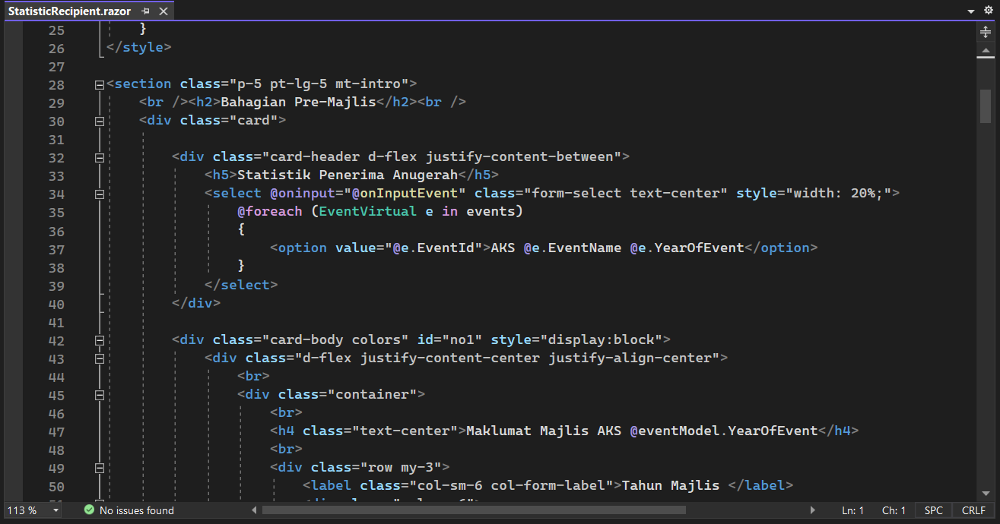 StatisticRecipient.razor
25 }
26 </style>
27
28 <section class="p-5 pt-lg-5 mt-intro">
29 <br /><h2>Bahagian Pre-Majlis</h2><br />
30 <div class="card">
31
32 <div class="card-header d-flex justify-content-between">
33 <h5>Statistik Penerima Anugerah</h5>
34 <select @oninput="@onInputEvent" class="form-select text-center" style="width: 20%;">
35 @foreach (EventVirtual e in events)
36 {
37 <option value="@e.EventId">AKS @e.EventName @e.YearOfEvent</option>
38 }
39 </select>
40 </div>
41
42 <div class="card-body colors" id="no1" style="display:block">
43 <div class="d-flex justify-content-center justify-align-center">
44 <br>
45 <div class="container">
46 <br>
47 <h4 class="text-center">Maklumat Majlis AKS @eventModel.YearOfEvent</h4>
48 <br>
49 <div class="row my-3">
50 <label class="col-sm-6 col-form-label">Tahun Majlis </label>
113 % No issues found Ln: 1 Ch: 1 SPC CRLF